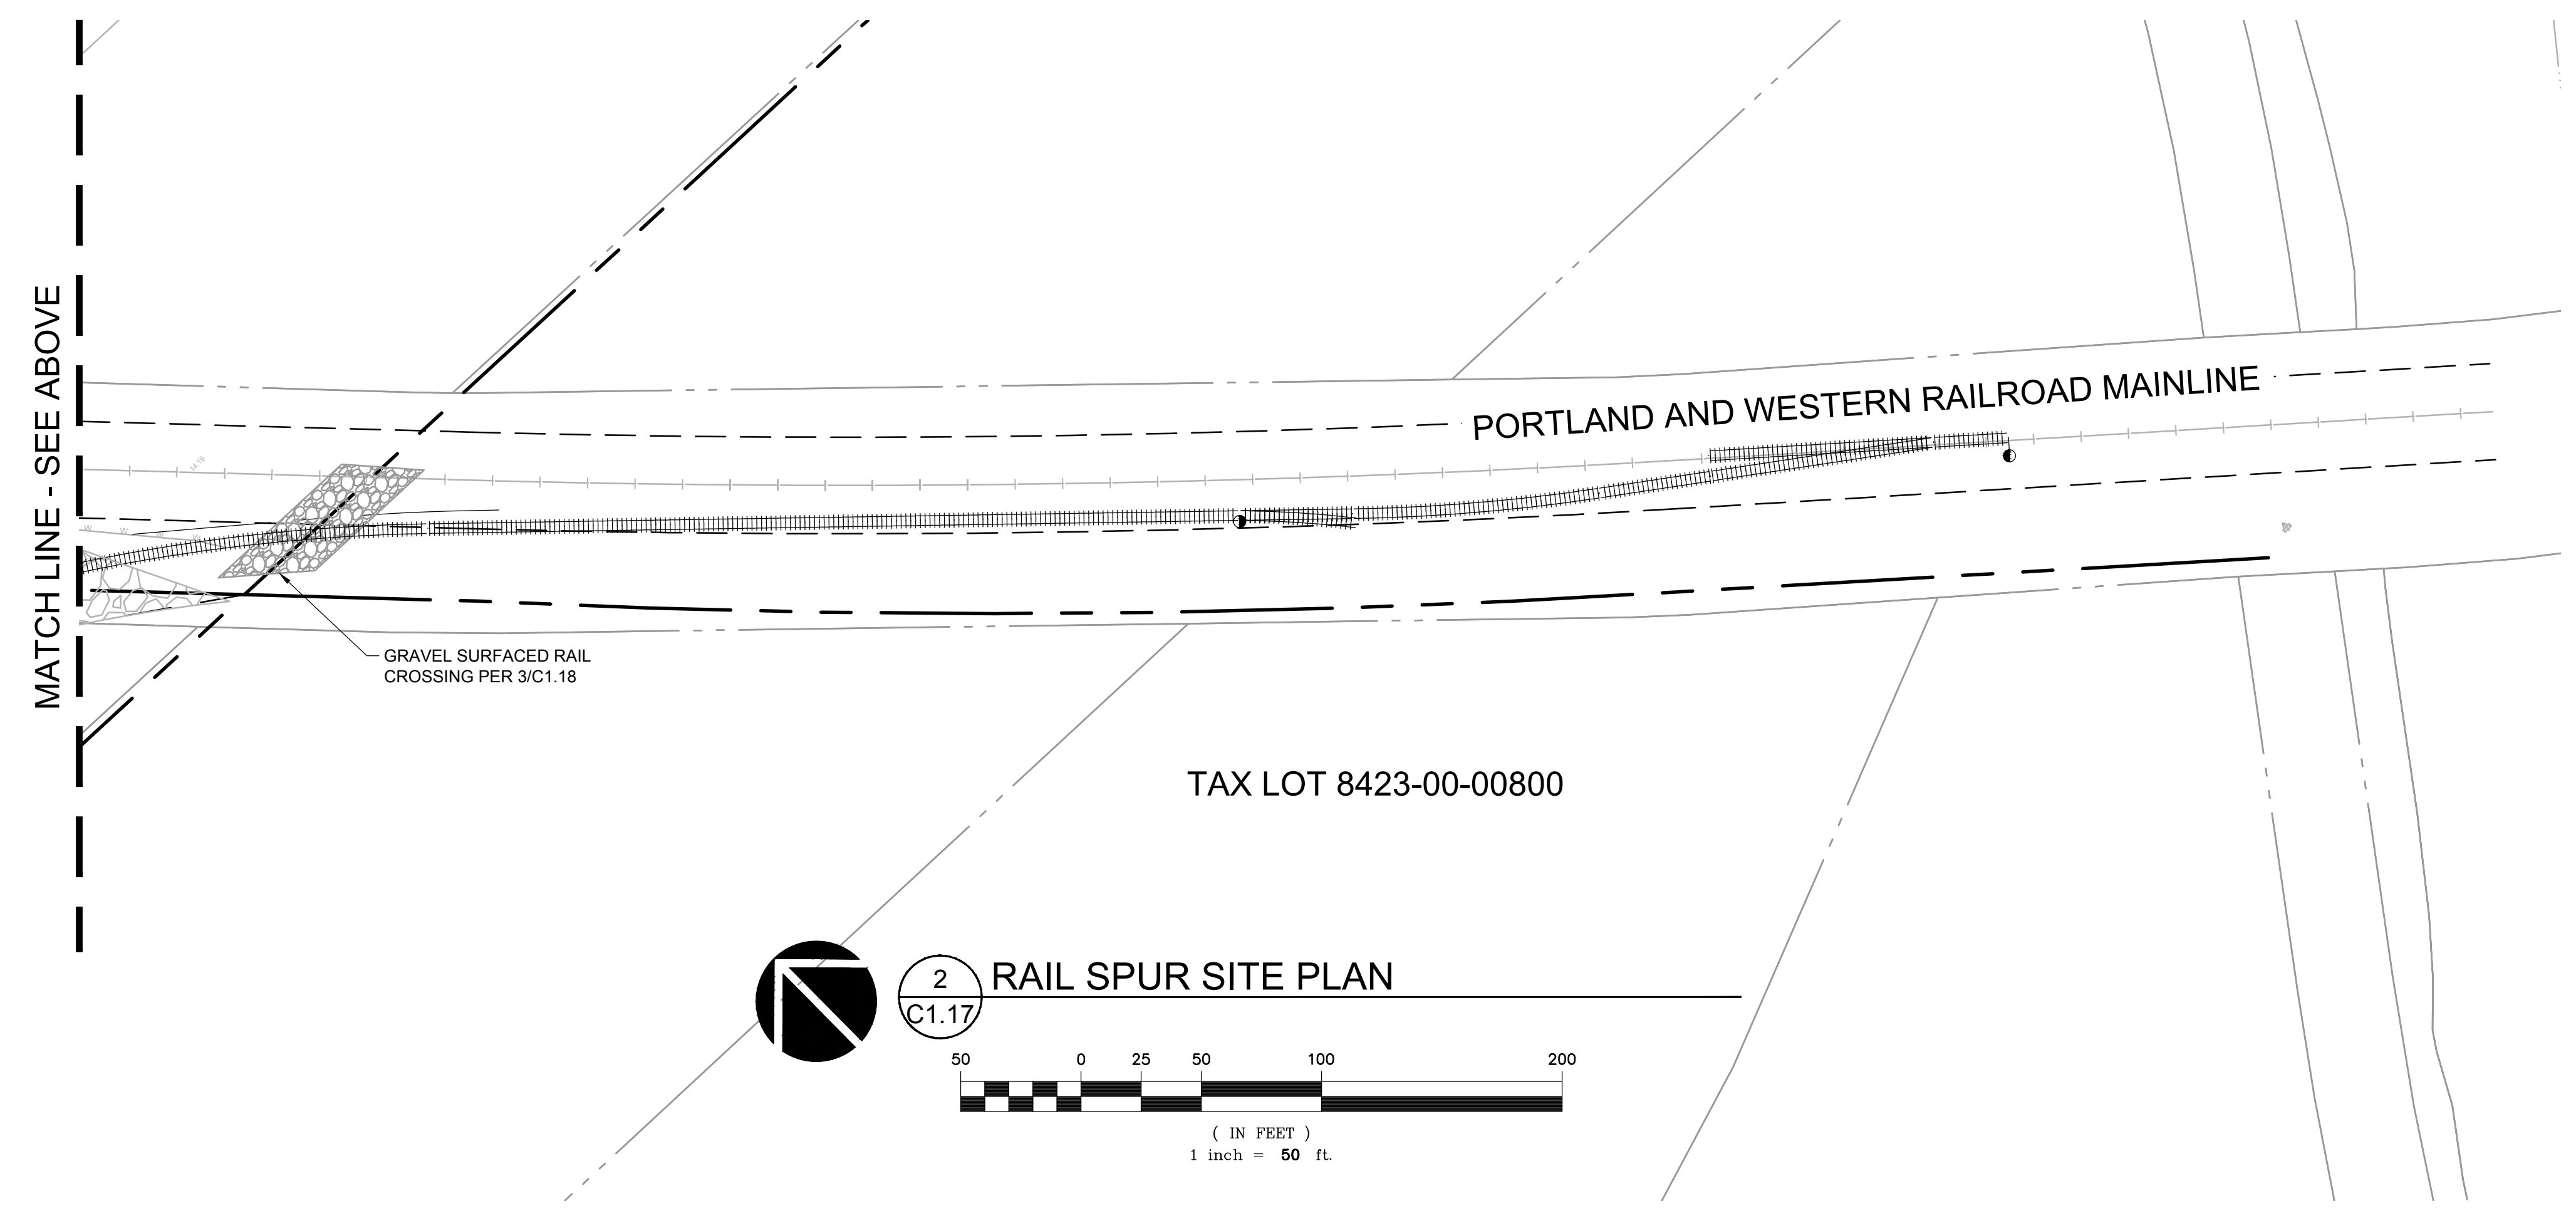 MATCH LINE - SEE ABOVE
PORTLAND AND WESTERN RAILROAD MAINLINE
14.19
W W W W
GRAVEL SURFACED RAIL
CROSSING PER 3/C1.18
TAX LOT 8423-00-00800
2
C1.17
RAIL SPUR SITE PLAN
50 0 25 50 100 200
( IN FEET )
1 inch = 50 ft.